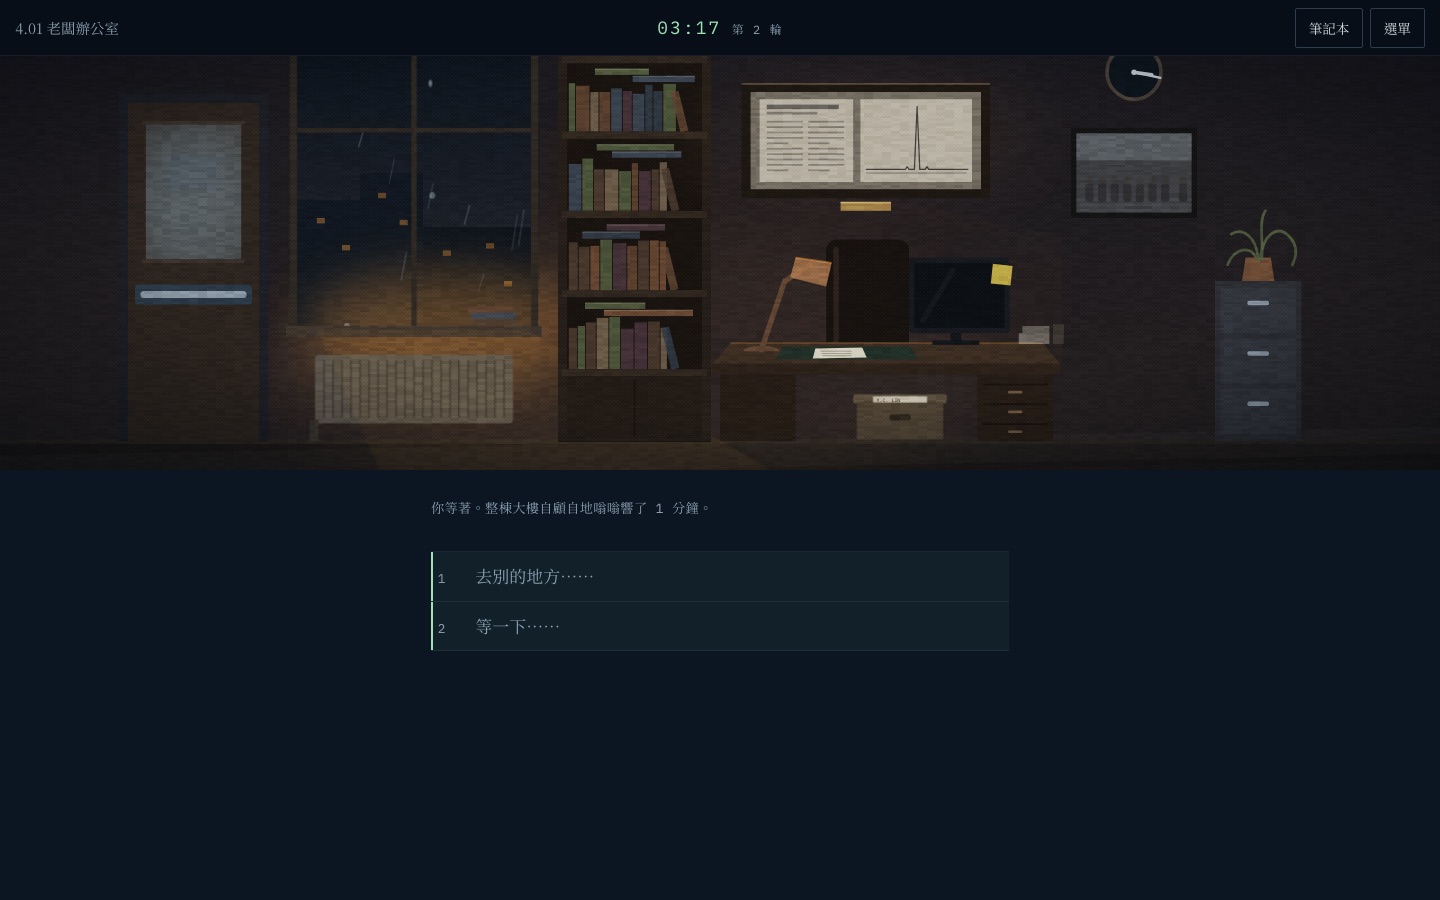 4.01 老闆辦公室
03:17 第 2 輪
筆記本
選單
你等著。整棟大樓自顧自地嗡嗡響了 1 分鐘。
1 去別的地方……
2 等一下……